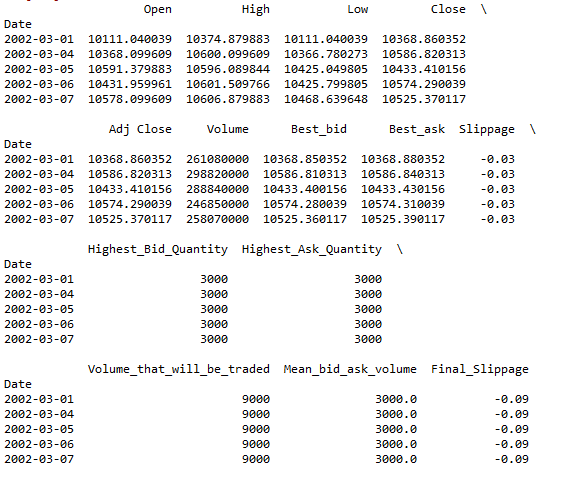 Open High Low Close \
Date
2002-03-01 10111.040039 10374.879883 10111.040039 10368.860352
2002-03-04 10368.099609 10600.099609 10366.780273 10586.820313
2002-03-05 10591.379883 10596.089844 10425.049805 10433.410156
2002-03-06 10431.959961 10601.509766 10425.799805 10574.290039
2002-03-07 10578.099609 10606.879883 10468.639648 10525.370117
Adj Close Volume Best_bid Best_ask Slippage \
Date
2002-03-01 10368.860352 261080000 10368.850352 10368.880352 -0.03
2002-03-04 10586.820313 298820000 10586.810313 10586.840313 -0.03
2002-03-05 10433.410156 288840000 10433.400156 10433.430156 -0.03
2002-03-06 10574.290039 246850000 10574.280039 10574.310039 -0.03
2002-03-07 10525.370117 258070000 10525.360117 10525.390117 -0.03
Highest_Bid_Quantity Highest_Ask_Quantity \
Date
2002-03-01 3000 3000
2002-03-04 3000 3000
2002-03-05 3000 3000
2002-03-06 3000 3000
2002-03-07 3000 3000
Volume_that_will_be_traded Mean_bid_ask_volume Final_Slippage
Date
2002-03-01 9000 3000.0 -0.09
2002-03-04 9000 3000.0 -0.09
2002-03-05 9000 3000.0 -0.09
2002-03-06 9000 3000.0 -0.09
2002-03-07 9000 3000.0 -0.09